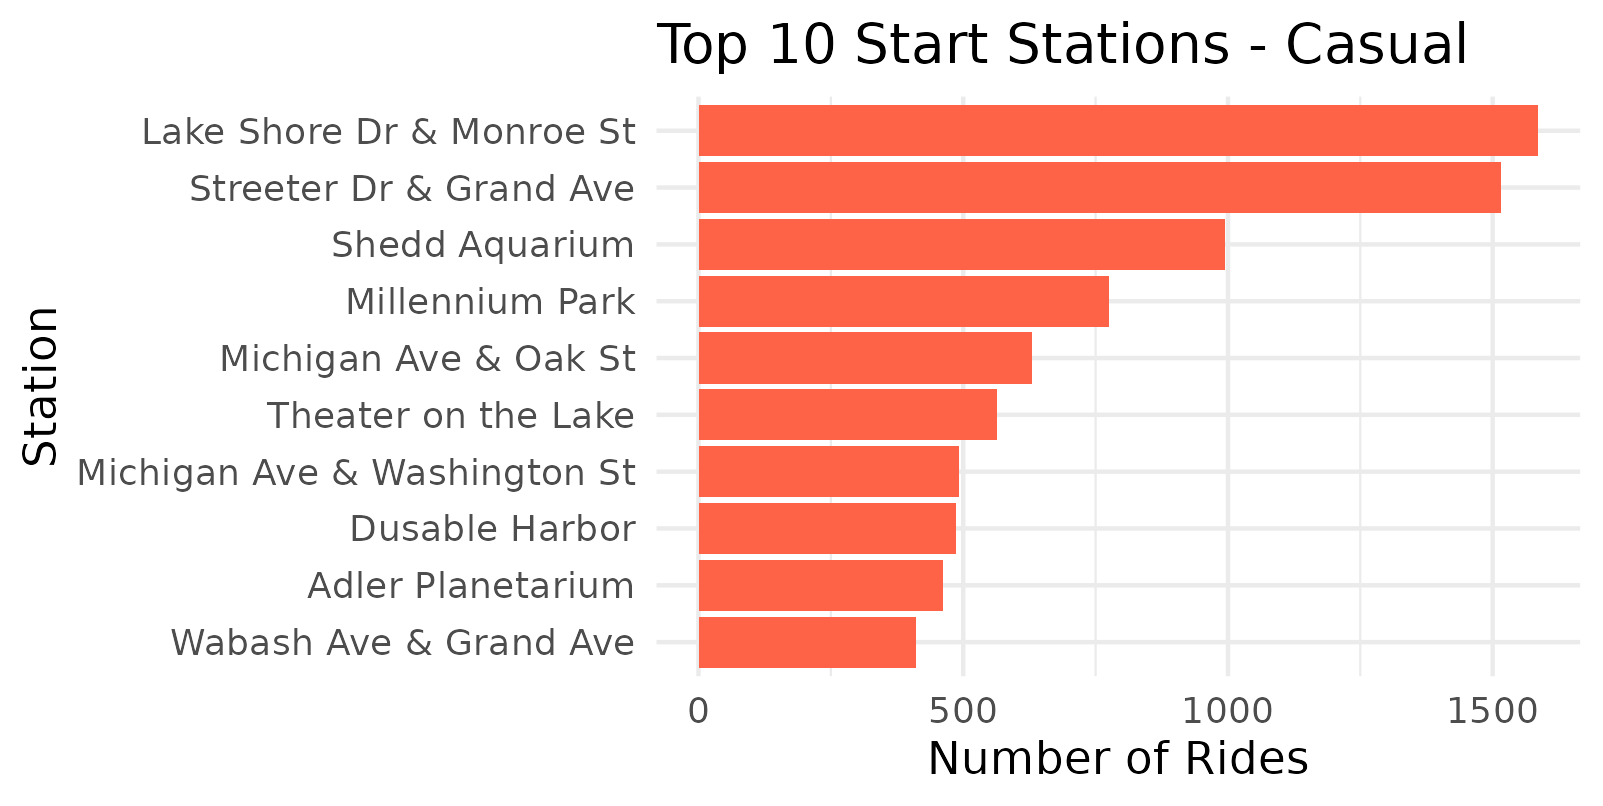 Top 10 Start Stations - Casual
Lake Shore Dr & Monroe St
Streeter Dr & Grand Ave
Shedd Aquarium
Millennium Park
Michigan Ave & Oak St
Theater on the Lake
Michigan Ave & Washington St
Dusable Harbor
Adler Planetarium
Wabash Ave & Grand Ave
Station
0 500 1000 1500
Number of Rides